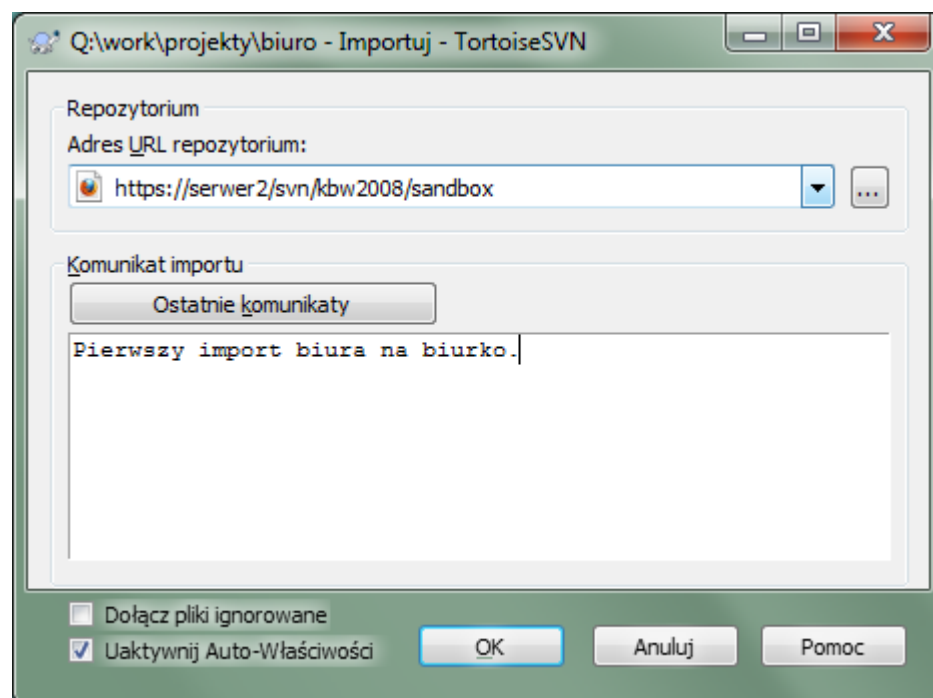 Q:\work\projekty\biuro - Importuj - TortoiseSVN
Repozytorium
Adres URL repozytorium:
https://serwer2/svn/kbw2008/sandbox
...
Komunikat importu
Ostatnie komunikaty
Pierwszy import biura na biurko.
Dołącz pliki ignorowane
Uaktywnij Auto-Właściwości
OK
Anuluj
Pomoc